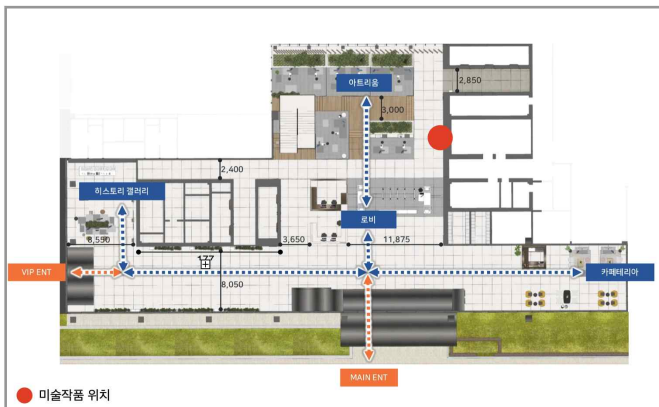 아트리움
2,850
3,000
2,400
히스토리 갤러리
로비
8,550
3,650
11,875
VIP ENT
카페테리아
8,050
MAIN ENT
미술작품 위치